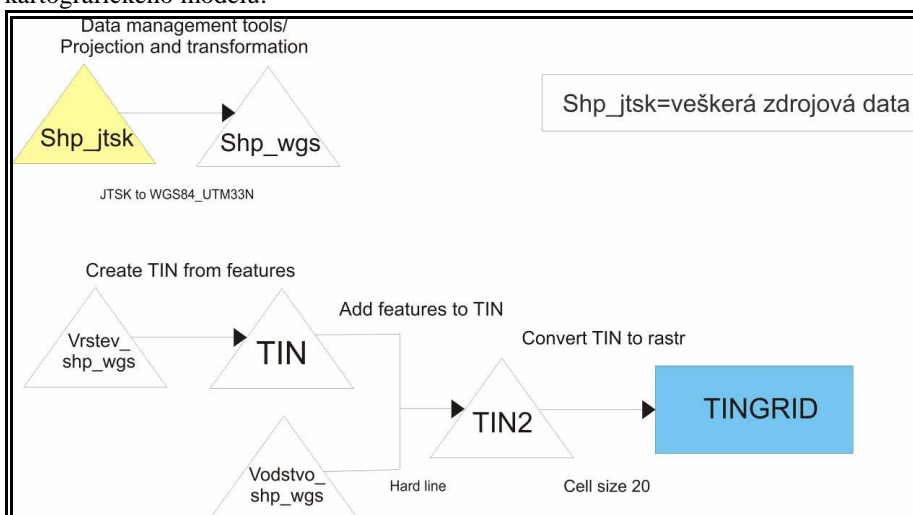 kartografického modelu.
Data management tools/
Projection and transformation
Shp_jtsk
Shp_wgs
Shp_jtsk=veškerá zdrojová data
JTSK to WGS84_UTM33N
Create TIN from features
Add features to TIN
Convert TIN to rastr
Vrstev_
shp_wgs
TIN
TIN2
TINGRID
Vodstvo_
shp_wgs
Hard line
Cell size 20